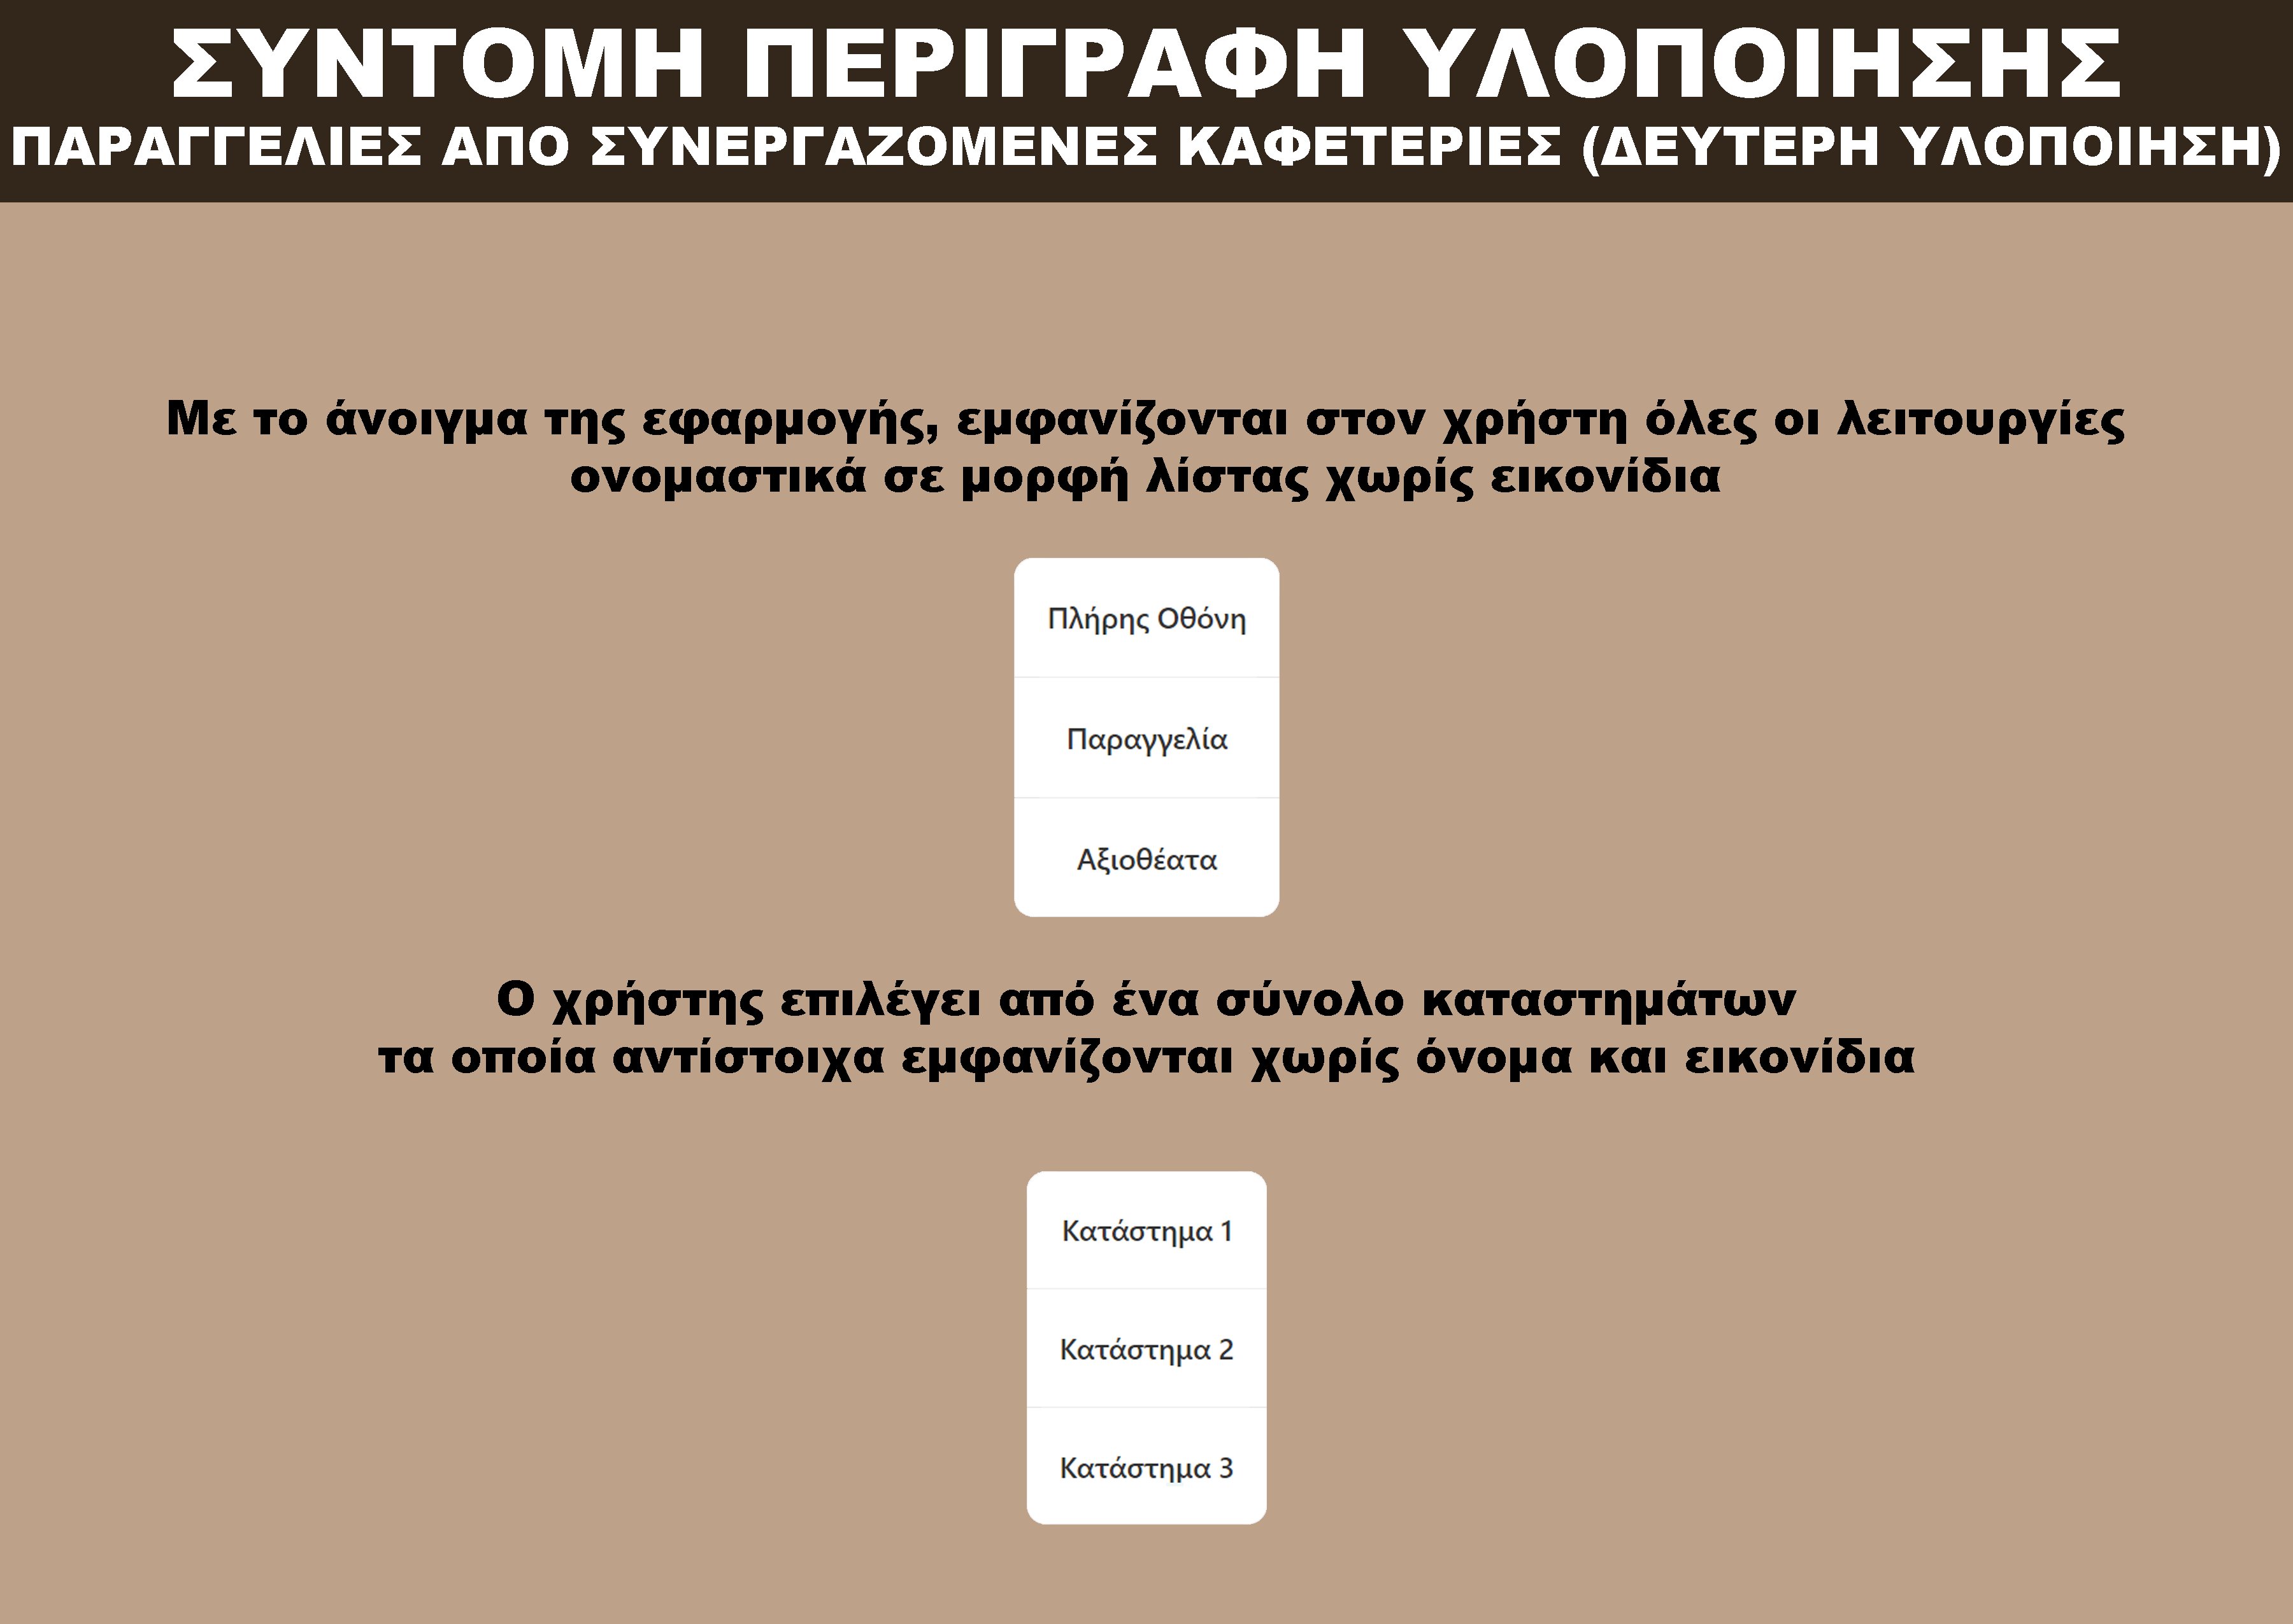 ΣΥΝΤΟΜΗ ΠΕΡΙΓΡΑΦΗ ΥΛΟΠΟΙΗΣΗΣ
ΠΑΡΑΓΓΕΛΙΕΣ ΑΠΟ ΣΥΝΕΡΓΑΖΟΜΕΝΕΣ ΚΑΦΕΤΕΡΙΕΣ (ΔΕΥΤΕΡΗ ΥΛΟΠΟΙΗΣΗ)
Με το άνοιγμα της εφαρμογής, εμφανίζονται στον χρήστη όλες οι λειτουργίες
ονομαστικά σε μορφή λίστας χωρίς εικονίδια
Πλήρης Οθόνη
Παραγγελία
Αξιοθέατα
Ο χρήστης επιλέγει από ένα σύνολο καταστημάτων
τα οποία αντίστοιχα εμφανίζονται χωρίς όνομα και εικονίδια
Κατάστημα 1
Κατάστημα 2
Κατάστημα 3